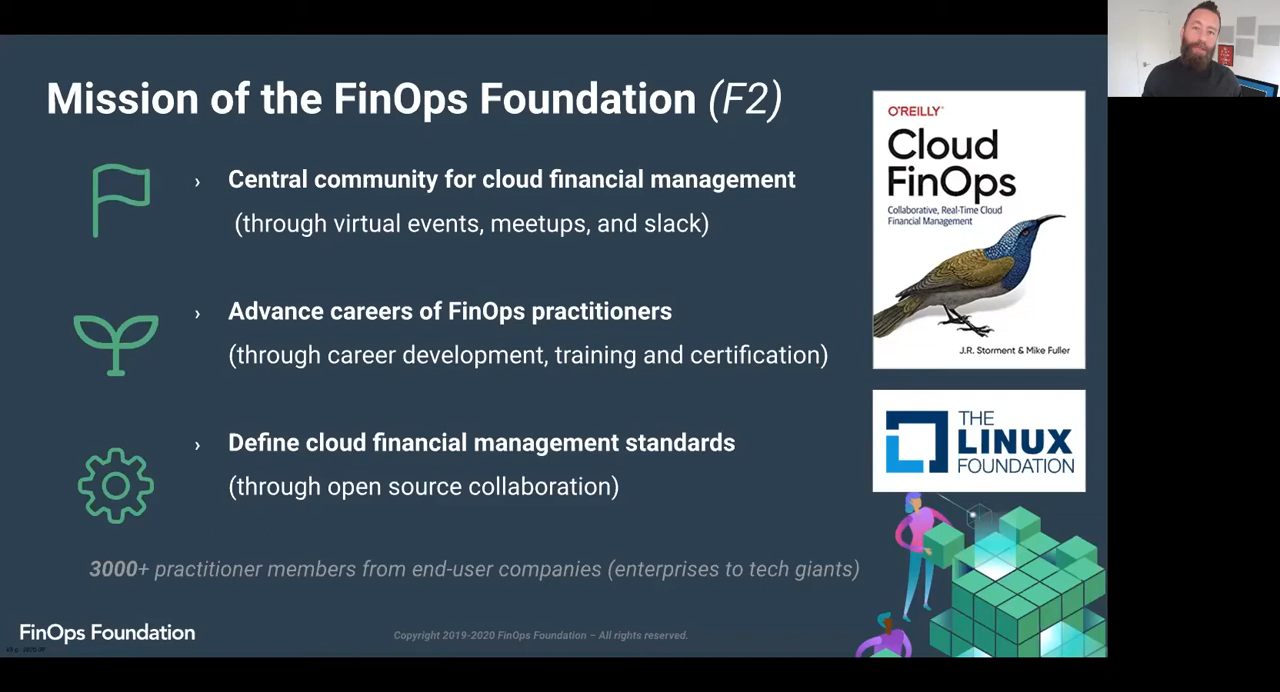 Mission of the FinOps Foundation (F2)
› Central community for cloud financial management
(through virtual events, meetups, and slack)
› Advance careers of FinOps practitioners
(through career development, training and certification)
› Define cloud financial management standards
(through open source collaboration)
3000+ practitioner members from end-user companies (enterprises to tech giants)
FinOps Foundation
Copyright 2019-2020 FinOps Foundation – All rights reserved.
O'REILLY®
Cloud
FinOps
Collaborative, Real-Time Cloud
Financial Management
J.R. Storment & Mike Fuller
THE
LINUX
FOUNDATION